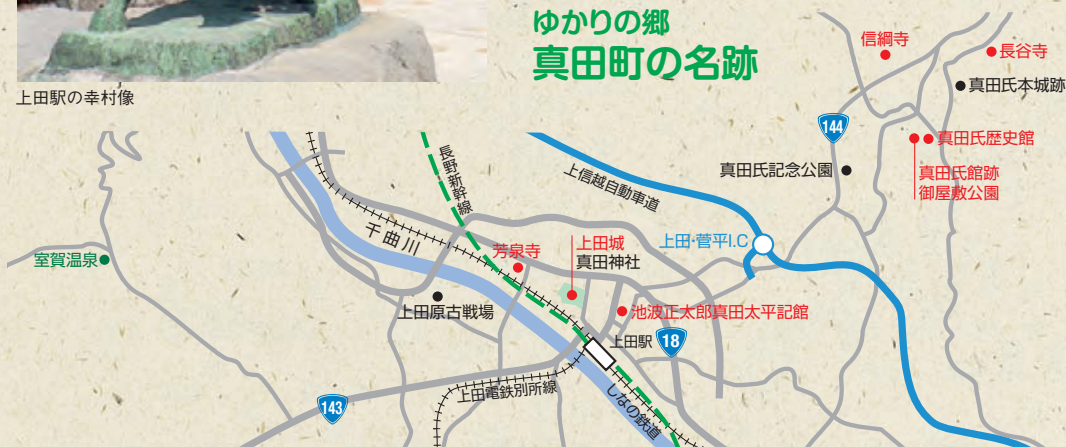 上田駅の幸村像
ゆかりの郷
真田町の名跡
信綱寺
長谷寺
真田氏本城跡
144
真田氏歴史館
真田氏記念公園
真田氏館跡
御屋敷公園
長野新幹線
上信越自動車道
千曲川
上田・菅平I.C
室賀温泉
芳泉寺
上田城
真田神社
上田原古戦場
池波正太郎真田太平記館
上田駅
18
上田電鉄別所線
しなの鉄道
143